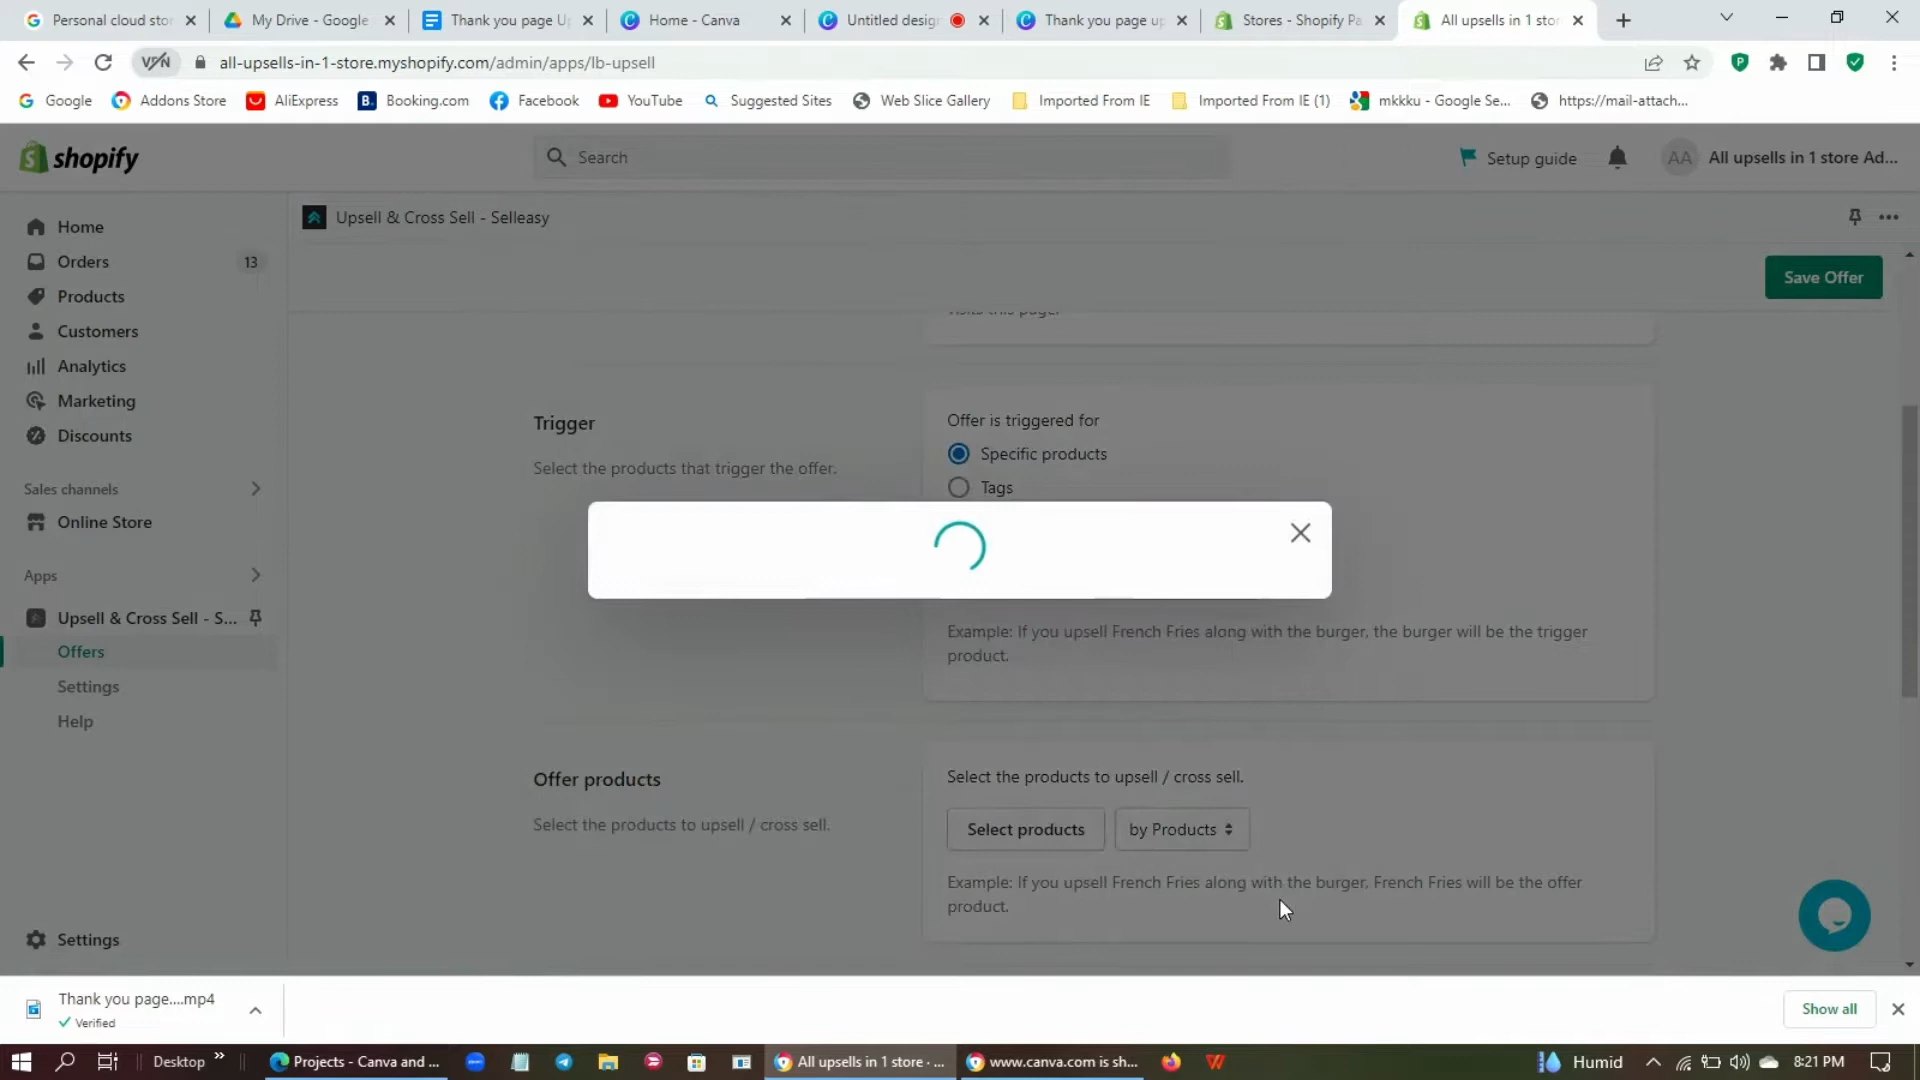 Personal cloud stor
My Drive - Google
Thank you page U
Home - Canva
Untitled design
Thank you page up
Stores - Shopify Pa
All upsells in 1 stor
VPN
all-upsells-in-1-store.myshopify.com/admin/apps/lb-upsell
Google
Addons Store
AliExpress
Booking.com
Facebook
YouTube
Suggested Sites
Web Slice Gallery
Imported From IE
Imported From IE (1)
mkkku - Google Se...
https://mail-attach...
shopify
Search
Setup guide
AA
All upsells in 1 store Ad...
Home
Orders
13
Products
Customers
Analytics
Marketing
Discounts
Sales channels
Online Store
Apps
Upsell & Cross Sell - S...
Offers
Settings
Help
Settings
Upsell & Cross Sell - Selleasy
Save Offer
visits this page.
Trigger
Select the products that trigger the offer.
Offer is triggered for
Specific products
Tags
Example: If you upsell French Fries along with the burger, the burger will be the trigger
product.
Offer products
Select the products to upsell / cross sell.
Select the products to upsell / cross sell.
Select products
by Products
Example: If you upsell French Fries along with the burger, French Fries will be the offer
product.
Thank you page....mp4
Verified
Show all
Desktop
Projects - Canva and ...
All upsells in 1 store · ...
www.canva.com is sh...
Humid
8:21 PM